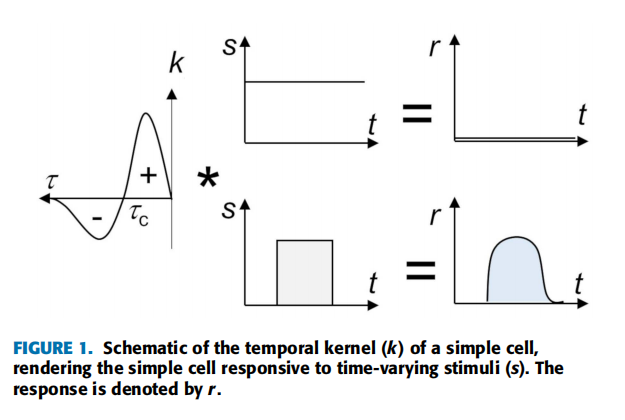 k
S
t
=
r
t
τ
+
-
τc
*
S
t
=
r
t
FIGURE 1. Schematic of the temporal kernel (k) of a simple cell,
rendering the simple cell responsive to time-varying stimuli (s). The
response is denoted by r.